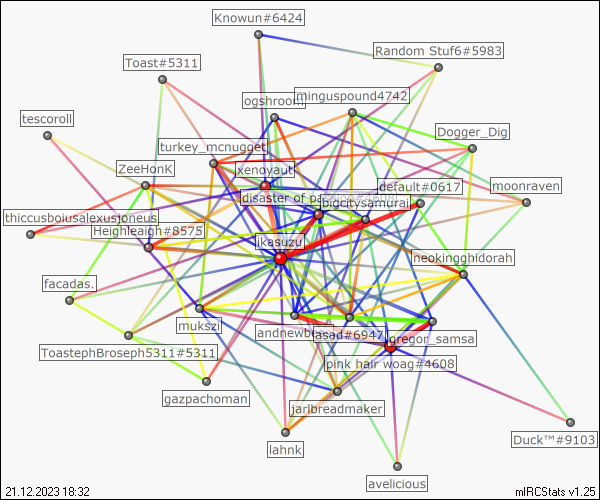 Knowun#6424
Random Stuf6#5983
Toast#5311
ogshroom
minguspound4742
tescoroll
Dogger_Dig
turkey_mcnugget
ZeeHonK
xenoyauti
default#0617
moonraven
disaster of pa
bigcitysamurai
thiccusboiusalexusjoneus
Heighleaigh#8575
ikasuzu
neokingghidorah
facadas.
mukszi
andnewb
asad#6947
gregor_samsa
ToastephBroseph5311#5311
pink hair woag#4608
gazpachoman
jarlbreadmaker
Duck™#9103
lahnk
avelicious
21.12.2023 18:32
mIRCStats v1.25